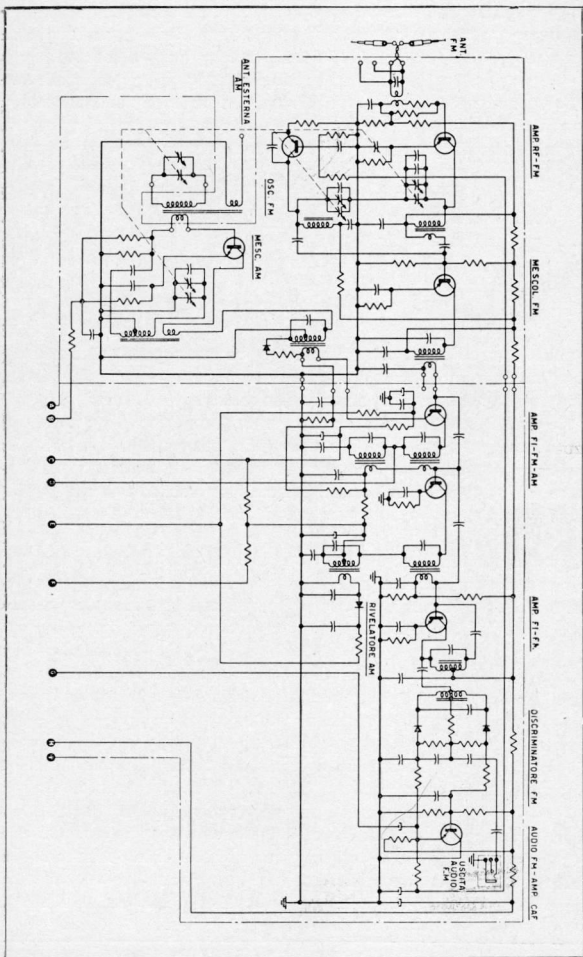 ANT.
FM
AMP. RF-FM
MESCOL. FM
AMP. FI-FM-AM
AMP. FI-FM
DISCRIMINATORE FM
AUDIO FM-AMP. CAF
ANT. ESTERNA
AM
OSC. FM
MESC. AM
RIVELATORE AM
USCITA
AUDIO
F.M.
A
B
C
D
E
F
G
H